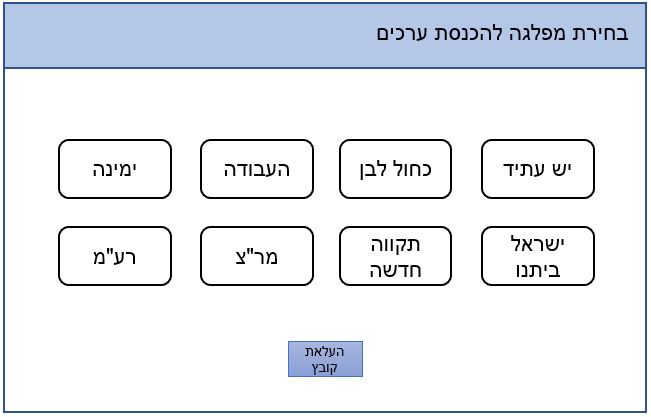 בחירת מפלגה להכנסת ערכים
יש עתיד
כחול לבן
העבודה
ימינה
ישראל
ביתנו
תקווה
חדשה
מר"צ
רע"מ
העלאת
קובץ